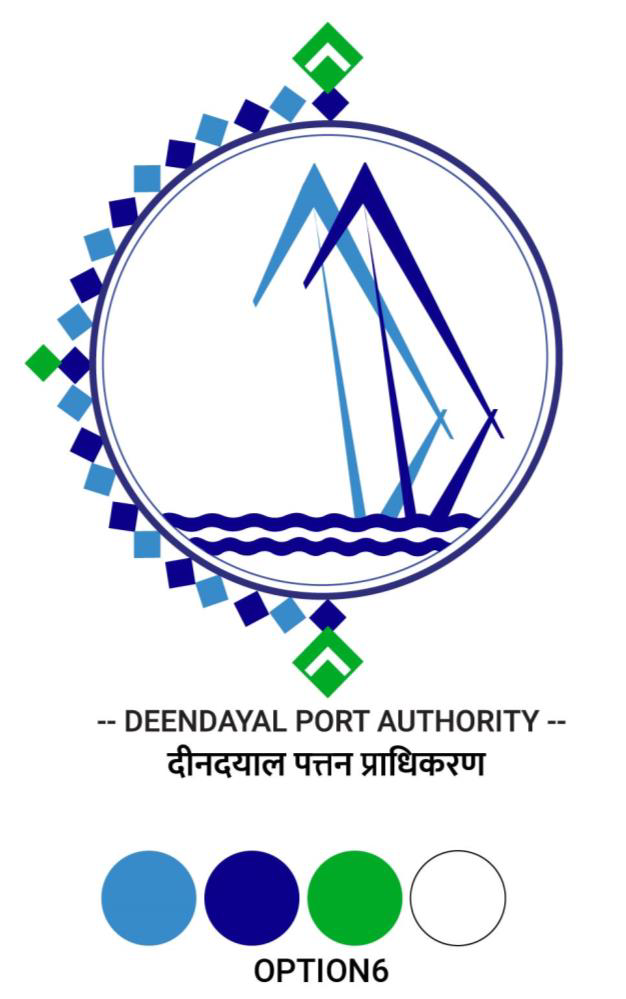 -- DEENDAYAL PORT AUTHORITY --
दीनदयाल पत्तन प्राधिकरण
OPTION6